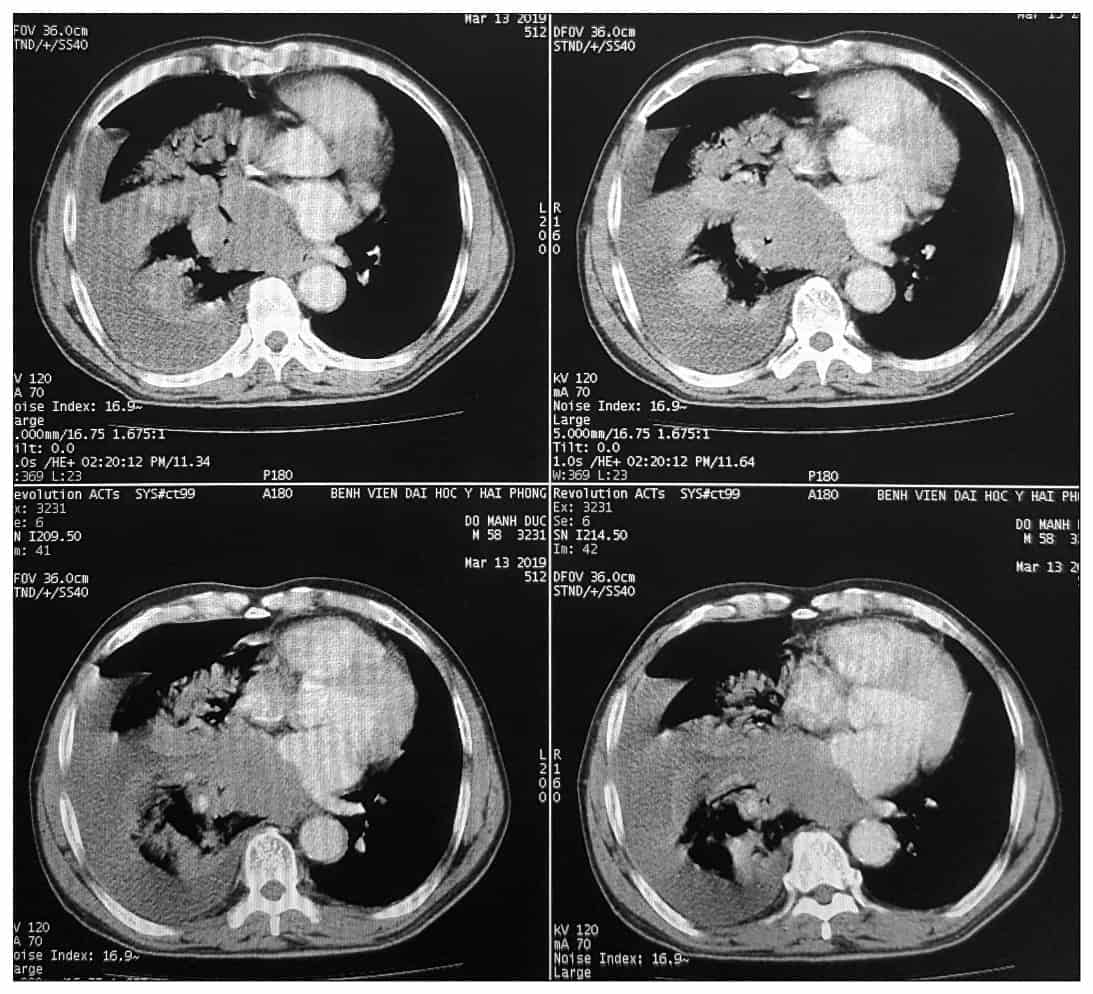 Mar 13 2019
512
FOV 36.0cm
TND/+/SS40
L
2
0
0
V 120
A 70
oise Index: 16.9~
arge
.000mm/16.75 1.675:1
ilt: 0.0
.0s /HE+ 02:20:12 PM/11.34
:369 L:23
P180
DFOV 36.0cm
STND/+/SS40
R
1
6
0
kV 120
mA 70
Noise Index: 16.9~
Large
5.000mm/16.75 1.675:1
Tilt: 0.0
1.0s /HE+ 02:20:12 PM/11.64
W:369 L:23
P180
evolution ACTs SYS#ct99
A180
BENH VIEN DAI HOC Y HAI PHONG
x: 3231
e: 6
N I209.50
m: 41
DO MANH DUC
M 58 3231
Mar 13 2019
512
FOV 36.0cm
TND/+/SS40
L
2
0
0
V 120
A 70
oise Index: 16.9~
arge
Revolution ACTs SYS#ct99
A180
BENH VIEN DAI HOC Y HAI PH
Ex: 3231
Se: 6
SN I214.50
Im: 42
DO MANH
M 58 3
Mar 13 20
DFOV 36.0cm
STND/+/SS40
R
1
6
0
kV 120
mA 70
Noise Index: 16.9~
Large